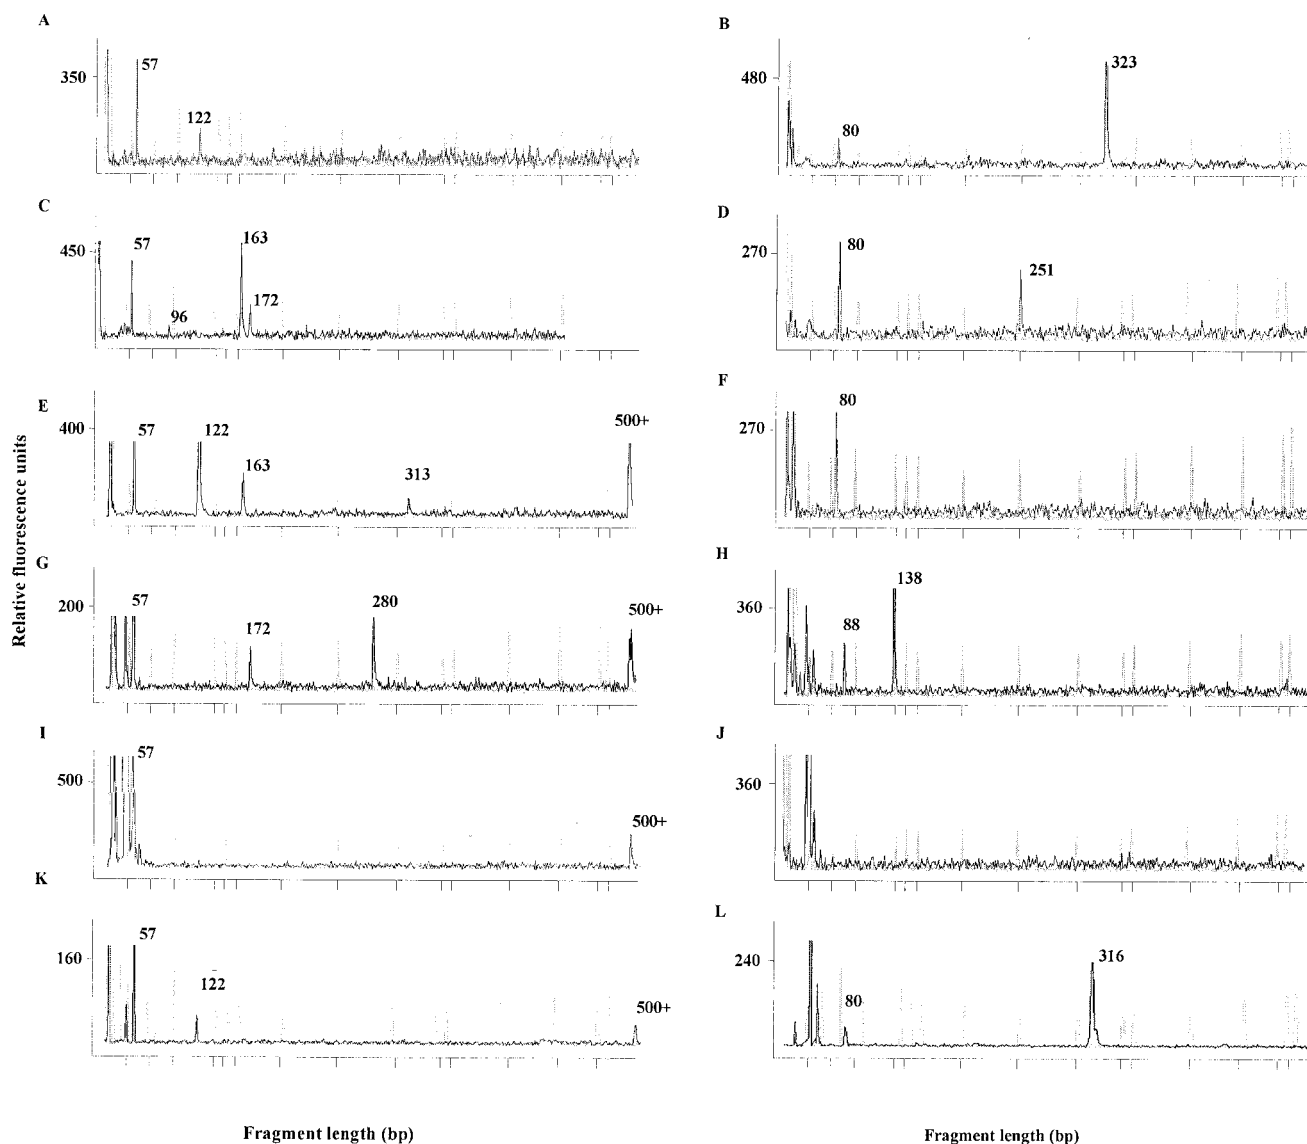 A
350
57
122
B
480
80
323
C
450
57
96
163
172
D
270
80
251
E
400
57
122
163
313
500+
F
270
80
G
200
57
172
280
500+
H
360
88
138
I
500
57
500+
J
360
K
160
57
122
500+
L
240
80
316
Relative fluorescence units
Fragment length (bp)
Fragment length (bp)